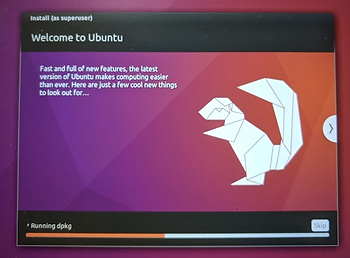 Install (as superuser)
Welcome to Ubuntu
Fast and full of new features, the latest
version of Ubuntu makes computing easier
than ever. Here are just a few cool new things
to look out for...
Running dpkg
Skip